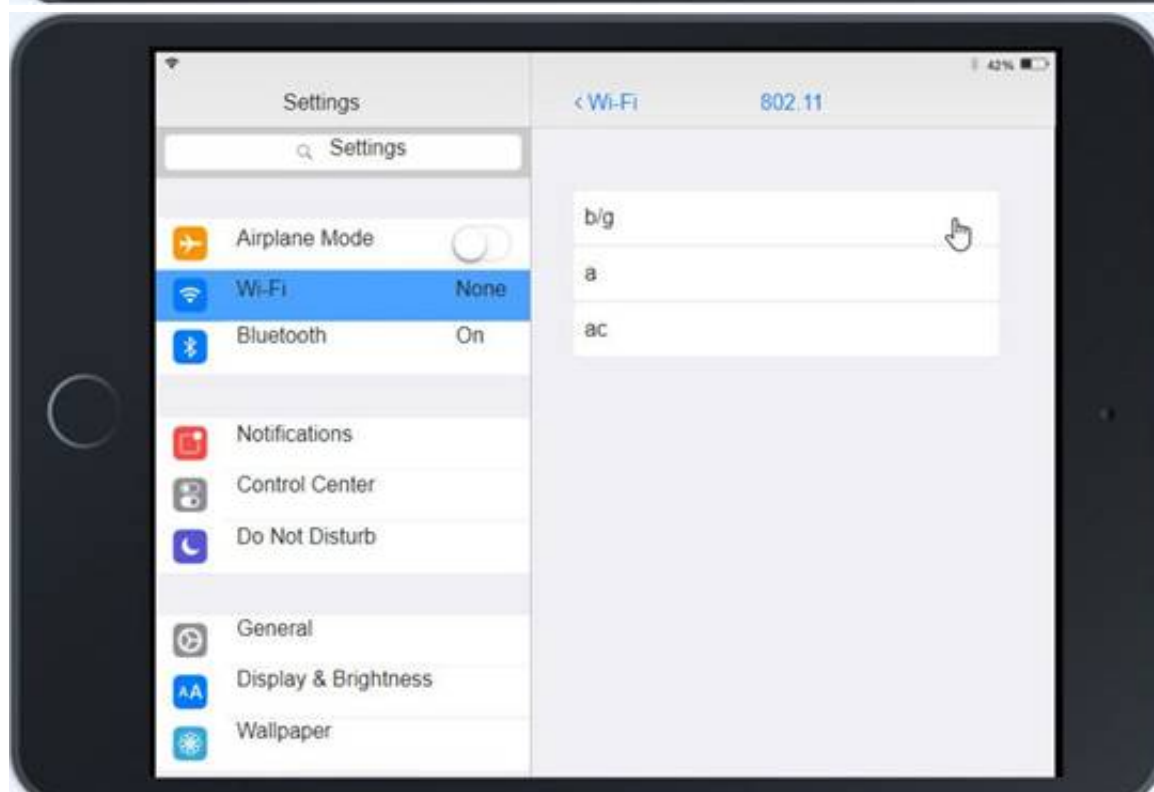 42%
Settings
< Wi-Fi 802.11
Settings
b/g
a
ac
Airplane Mode
Wi-Fi None
Bluetooth On
Notifications
Control Center
Do Not Disturb
General
AA Display & Brightness
Wallpaper